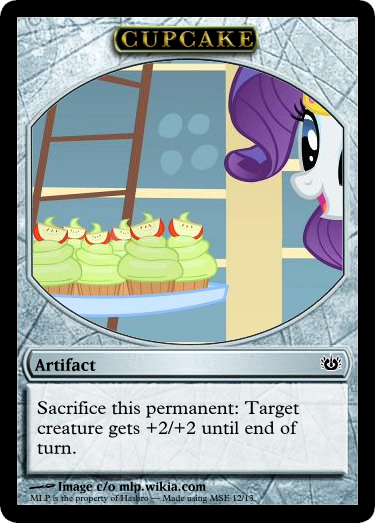 CUPCAKE
Artifact
Sacrifice this permanent: Target
creature gets +2/+2 until end of
turn.
Image c/o mlp.wikia.com
MLP is the property of Hasbro — Made using MSE 12/13.